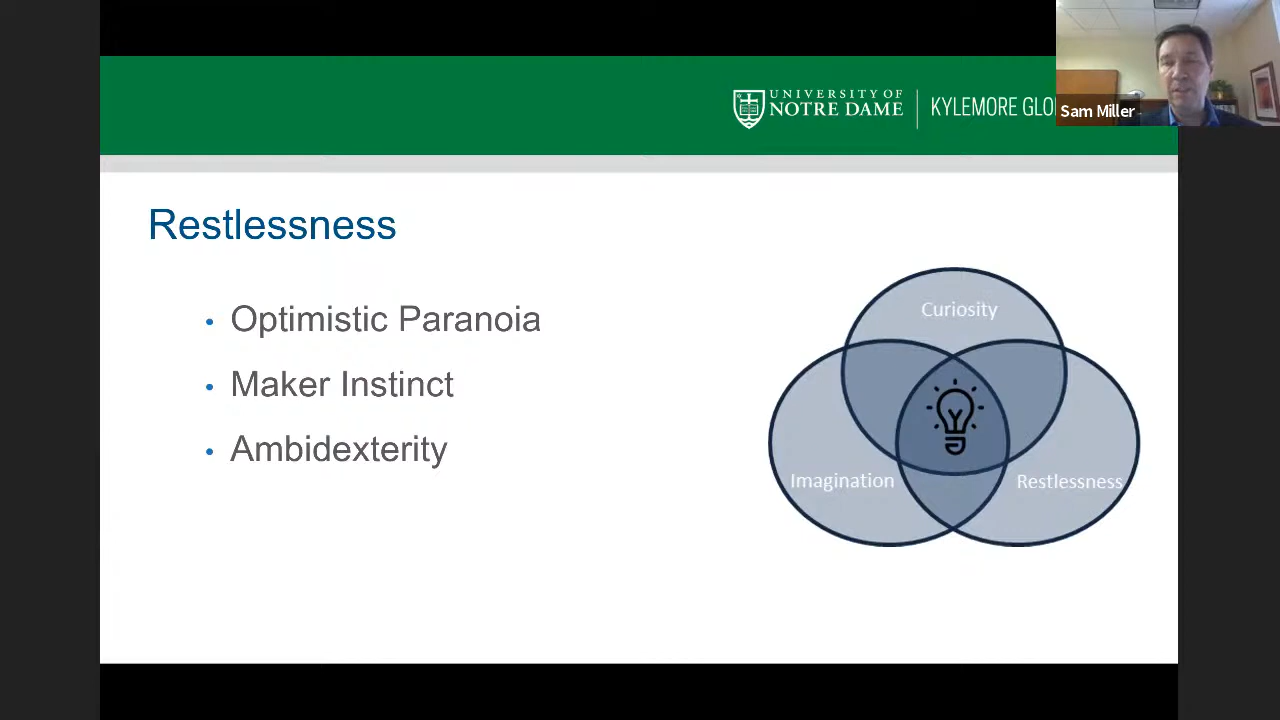 UNIVERSITY OF
NOTRE DAME
KYLEMORE GLO
Sam Miller
Restlessness
• Optimistic Paranoia
• Maker Instinct
• Ambidexterity
Curiosity
Imagination
Restlessness